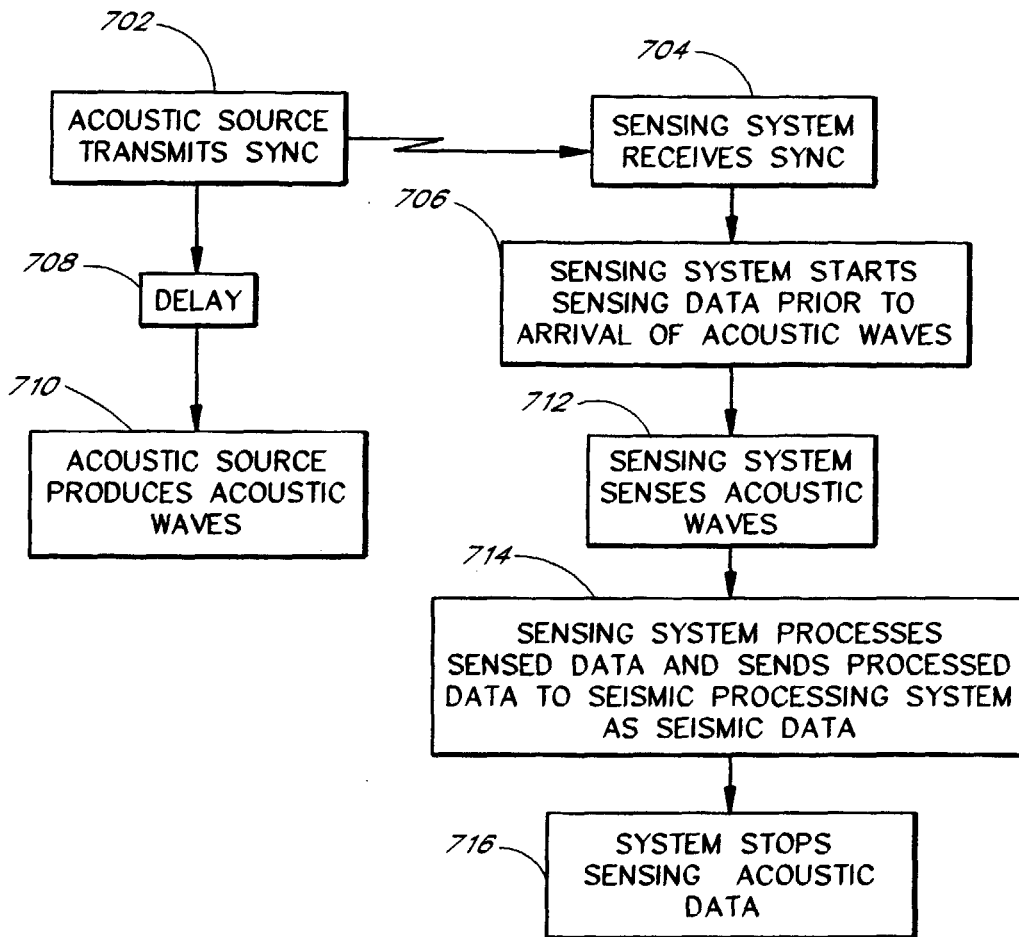 702
ACOUSTIC SOURCE
TRANSMITS SYNC
704
SENSING SYSTEM
RECEIVES SYNC
706
SENSING SYSTEM STARTS
SENSING DATA PRIOR TO
ARRIVAL OF ACOUSTIC WAVES
708
DELAY
710
ACOUSTIC SOURCE
PRODUCES ACOUSTIC
WAVES
712
SENSING SYSTEM
SENSES ACOUSTIC
WAVES
714
SENSING SYSTEM PROCESSES
SENSED DATA AND SENDS PROCESSED
DATA TO SEISMIC PROCESSING SYSTEM
AS SEISMIC DATA
716
SYSTEM STOPS
SENSING ACOUSTIC
DATA